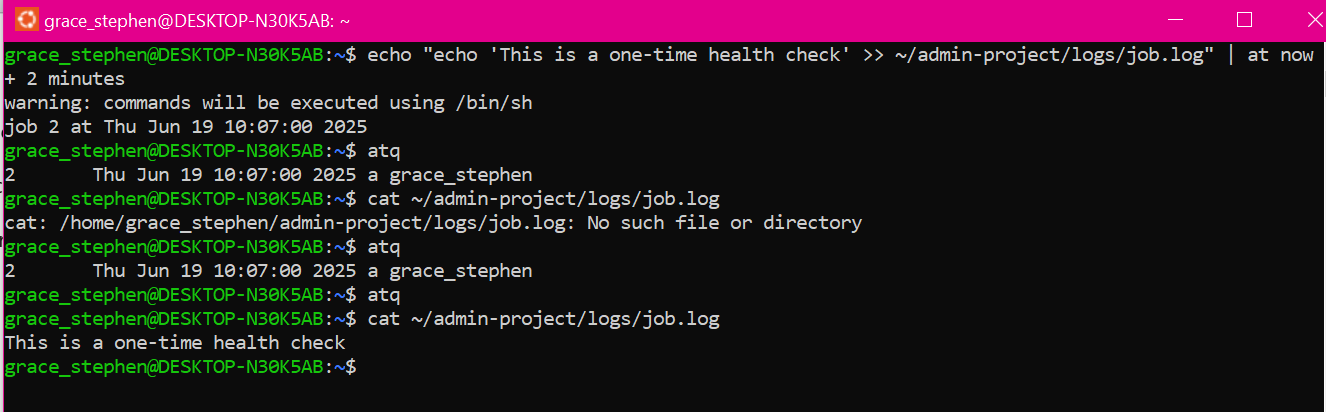 grace_stephen@DESKTOP-N30K5AB: ~
grace_stephen@DESKTOP-N30K5AB:~$ echo "echo 'This is a one-time health check' >> ~/admin-project/logs/job.log" | at now
+ 2 minutes
warning: commands will be executed using /bin/sh
job 2 at Thu Jun 19 10:07:00 2025
grace_stephen@DESKTOP-N30K5AB:~$ atq
2       Thu Jun 19 10:07:00 2025 a grace_stephen
grace_stephen@DESKTOP-N30K5AB:~$ cat ~/admin-project/logs/job.log
cat: /home/grace_stephen/admin-project/logs/job.log: No such file or directory
grace_stephen@DESKTOP-N30K5AB:~$ atq
2       Thu Jun 19 10:07:00 2025 a grace_stephen
grace_stephen@DESKTOP-N30K5AB:~$ atq
grace_stephen@DESKTOP-N30K5AB:~$ cat ~/admin-project/logs/job.log
This is a one-time health check
grace_stephen@DESKTOP-N30K5AB:~$